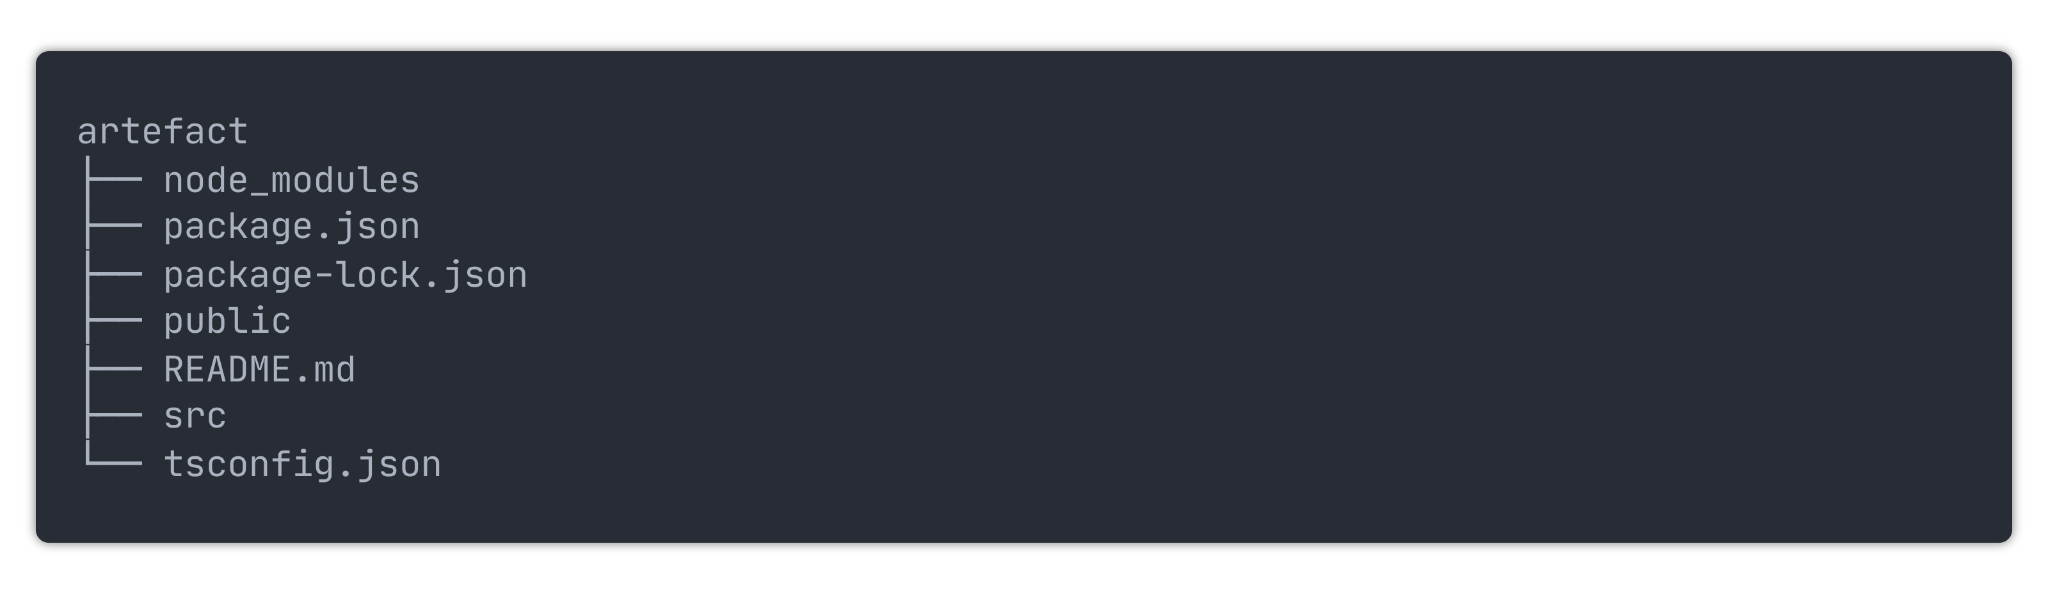 artefact
├── node_modules
├── package.json
├── package-lock.json
├── public
├── README.md
├── src
└── tsconfig.json